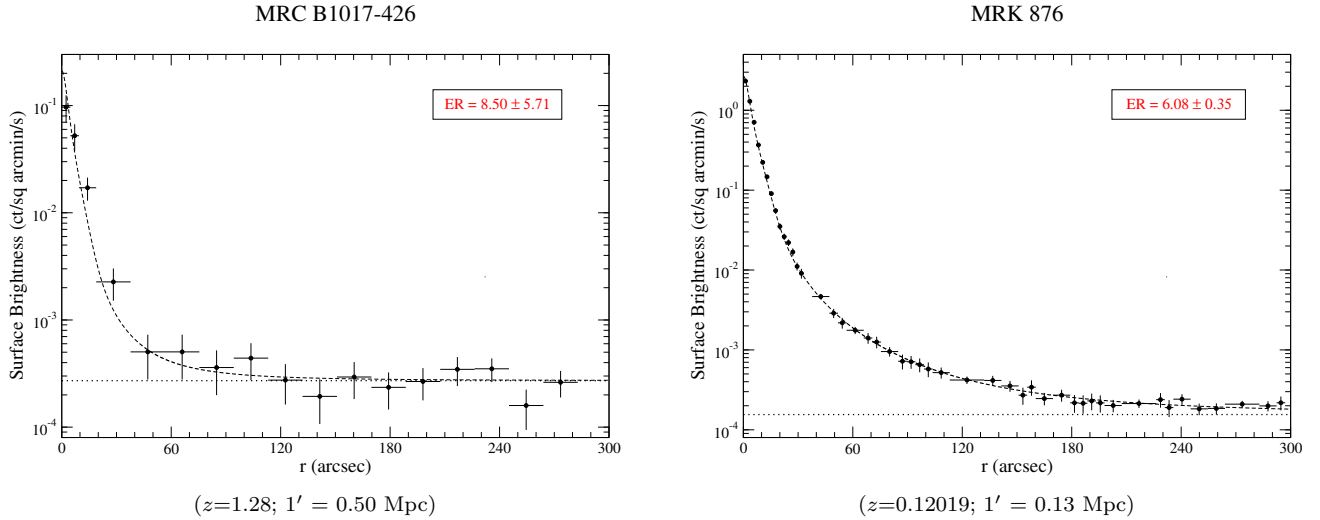 MRC B1017-426
Surface Brightness (ct/sq arcmin/s)
10^-1
10^-2
10^-3
10^-4
ER = 8.50 ± 5.71
0 60 120 180 240 300
r (arcsec)
(z=1.28; 1′ = 0.50 Mpc)
MRK 876
Surface Brightness (ct/sq arcmin/s)
10^0
10^-1
10^-2
10^-3
10^-4
ER = 6.08 ± 0.35
0 60 120 180 240 300
r (arcsec)
(z=0.12019; 1′ = 0.13 Mpc)